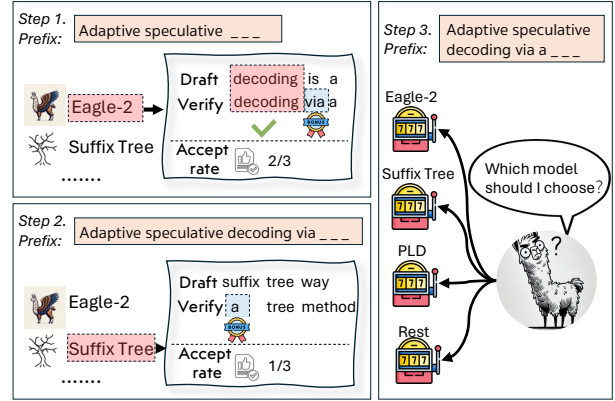 Step 1.
Prefix:
Adaptive speculative _ _ _
Eagle-2
Suffix Tree
.......
Draft decoding is a
Verify decoding via a
BONUS
Accept rate 2/3
Step 2.
Prefix:
Adaptive speculative decoding via _ _ _
Eagle-2
Suffix Tree
.......
Draft suffix tree way
Verify a tree method
BONUS
Accept rate 1/3
Step 3.
Prefix:
Adaptive speculative
decoding via a _ _ _
Eagle-2
777
Suffix Tree
777
PLD
777
Rest
777
Which model
should I choose?
?